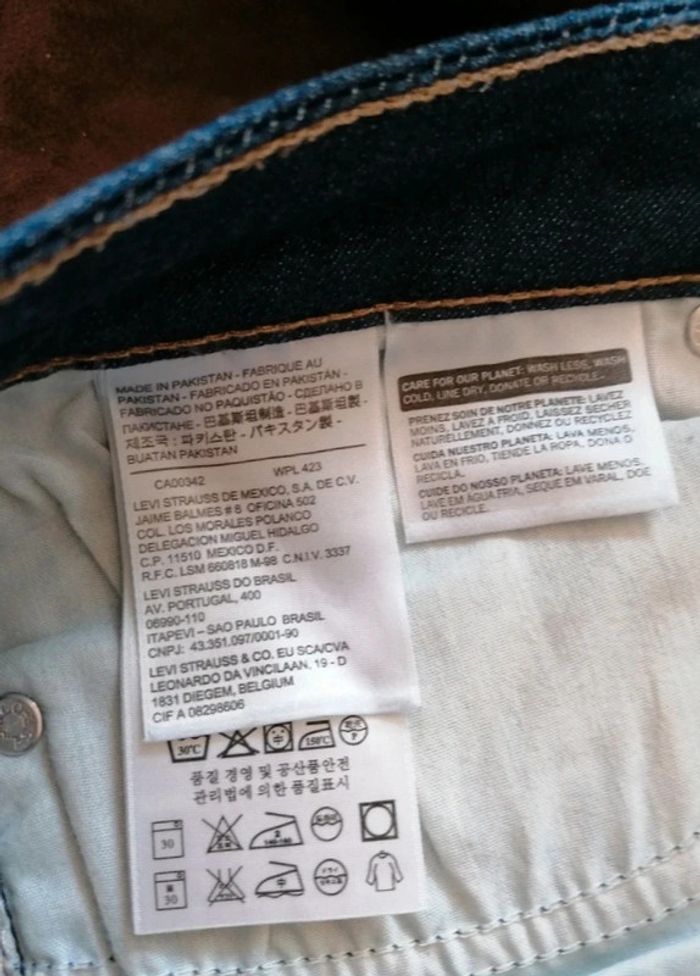 MADE IN PAKISTAN - FABRIQUE AU
PAKISTAN - FABRICADO EN PAKISTÁN -
FABRICADO NO PAQUISTÃO - СДЕЛАНО В
ПАКИСТАНЕ - 巴基斯坦制造 - 巴基斯坦製 -
제조국 : 파키스탄 - パキスタン製 -
BUATAN PAKISTAN
CA00342 WPL 423
LEVI STRAUSS DE MEXICO, S.A. DE C.V.
JAIME BALMES # 8 OFICINA 502
COL. LOS MORALES POLANCO
DELEGACION MIGUEL HIDALGO
C.P. 11510 MEXICO D.F.
R.F.C. LSM 660818 M-98 C.N.I.V. 3337
LEVI STRAUSS DO BRASIL
AV. PORTUGAL, 400
06990-110
ITAPEVI – SAO PAULO BRASIL
CNPJ: 43.351.097/0001-90
LEVI STRAUSS & CO. EU SCA/CVA
LEONARDO DA VINCILAAN, 19 - D
1831 DIEGEM, BELGIUM
CIF A 08298606
30°C
품질 경영 및 공산품안전
관리법에 의한 품질표시
30
30
中
CARE FOR OUR PLANET: WASH LESS, WASH
COLD, LINE DRY, DONATE OR RECYCLE.
PRENEZ SOIN DE NOTRE PLANETE: LAVEZ
MOINS, LAVEZ A FROID, LAISSEZ SECHER
NATURELLEMENT, DONNEZ OU RECYCLEZ
CUIDA NUESTRO PLANETA: LAVA MENOS,
LAVA EN FRIO, TIENDE LA ROPA, DONA O
RECICLA.
CUIDE DO NOSSO PLANETA: LAVE MENOS,
LAVE EM AGUA FRIA, SEQUE EM VARAL, DOE
OU RECICLE.